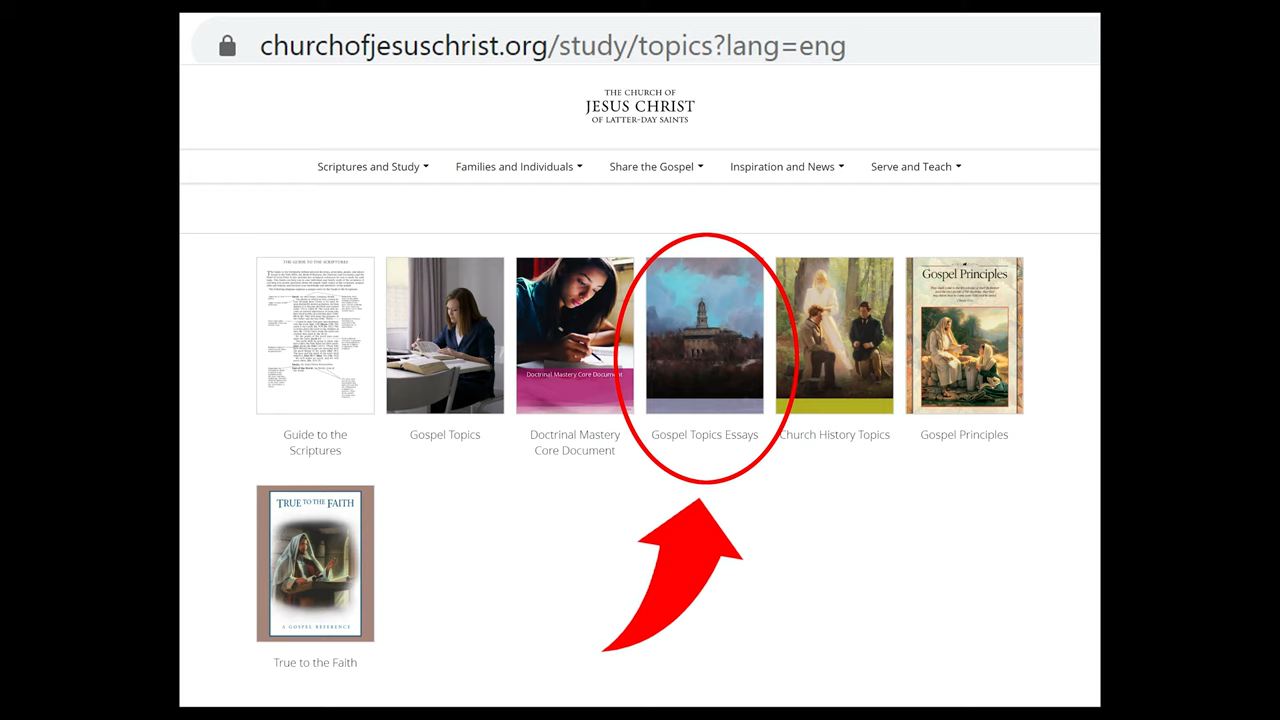 churchofjesuschrist.org/study/topics?lang=eng
THE CHURCH OF
JESUS CHRIST
OF LATTER-DAY SAINTS
Scriptures and Study
Families and Individuals
Share the Gospel
Inspiration and News
Serve and Teach
THE GUIDE TO THE SCRIPTURES
Doctrinal Mastery Core Document
Gospel Principles
Guide to the
Scriptures
Gospel Topics
Doctrinal Mastery
Core Document
Gospel Topics Essays
Church History Topics
Gospel Principles
TRUE TO THE FAITH
A GOSPEL REFERENCE
True to the Faith